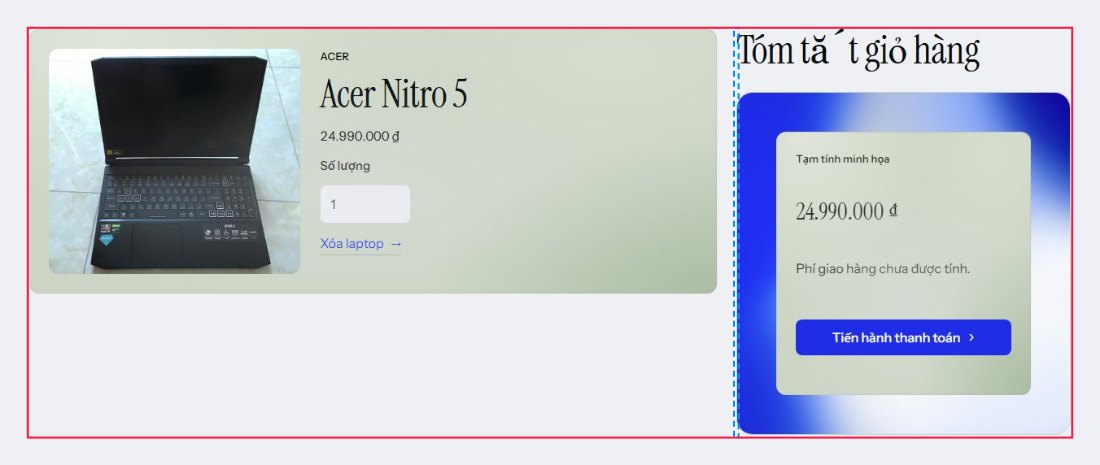 ACER
Acer Nitro 5
24.990.000 ₫
Số lượng
1
Xóa laptop →
Tóm tắt giỏ hàng
Tạm tính minh họa
24.990.000 ₫
Phí giao hàng chưa được tính.
Tiến hành thanh toán ›